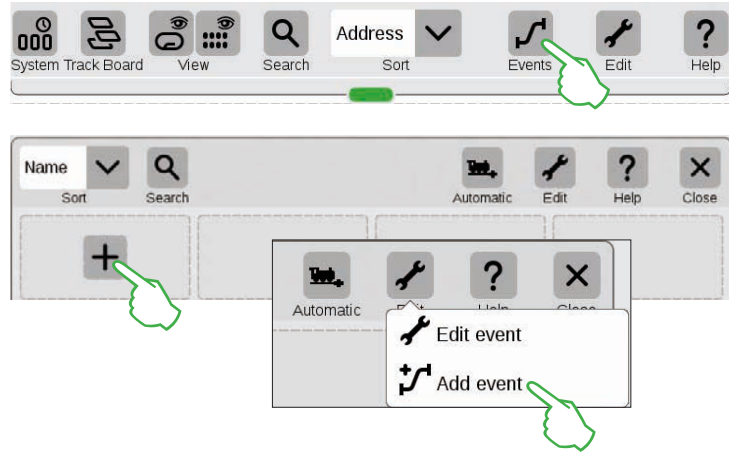 Address
System Track Board View Search Sort Events Edit Help
Name
Sort Search Automatic Edit Help Close
Automatic
Edit event
Add event